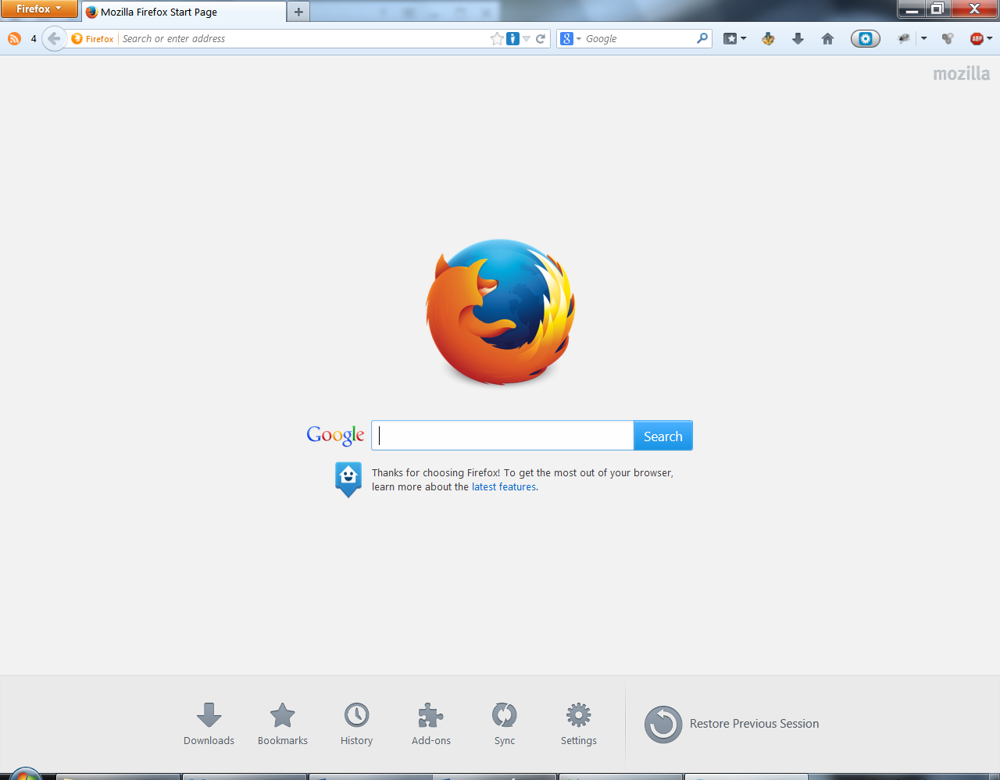 Firefox
Mozilla Firefox Start Page
4
Firefox
Search or enter address
8
Google
ABP
mozilla
Google
Search
Thanks for choosing Firefox! To get the most out of your browser,
learn more about the latest features.
Downloads
Bookmarks
History
Add-ons
Sync
Settings
Restore Previous Session